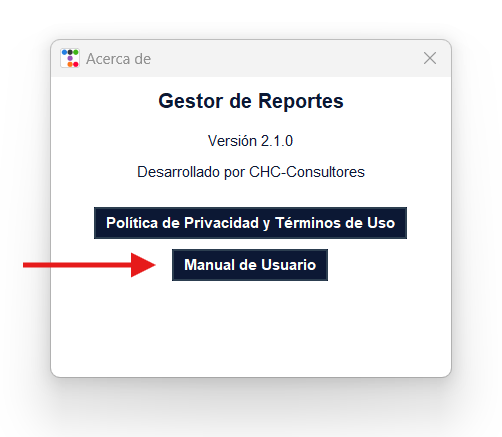 Acerca de
Gestor de Reportes
Versión 2.1.0
Desarrollado por CHC-Consultores
Política de Privacidad y Términos de Uso
Manual de Usuario